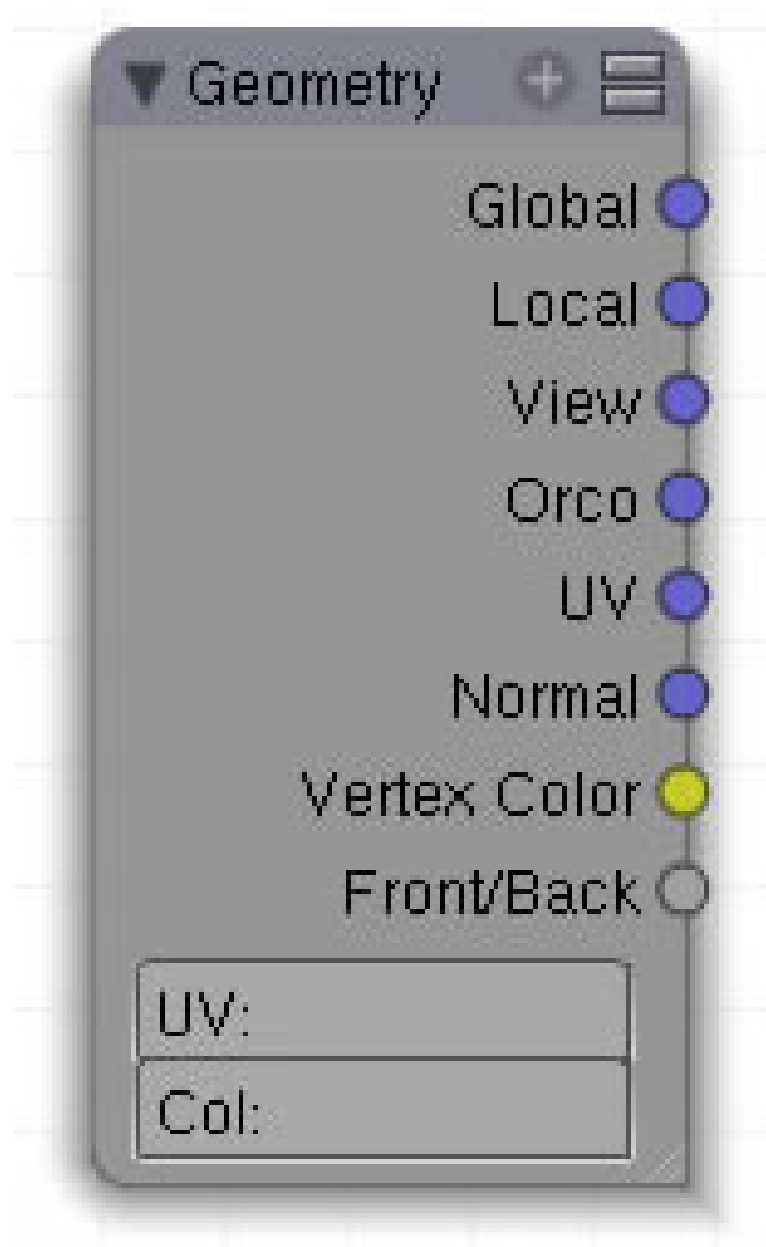 Geometry
Global
Local
View
Orco
UV
Normal
Vertex Color
Front/Back
UV:
Col: